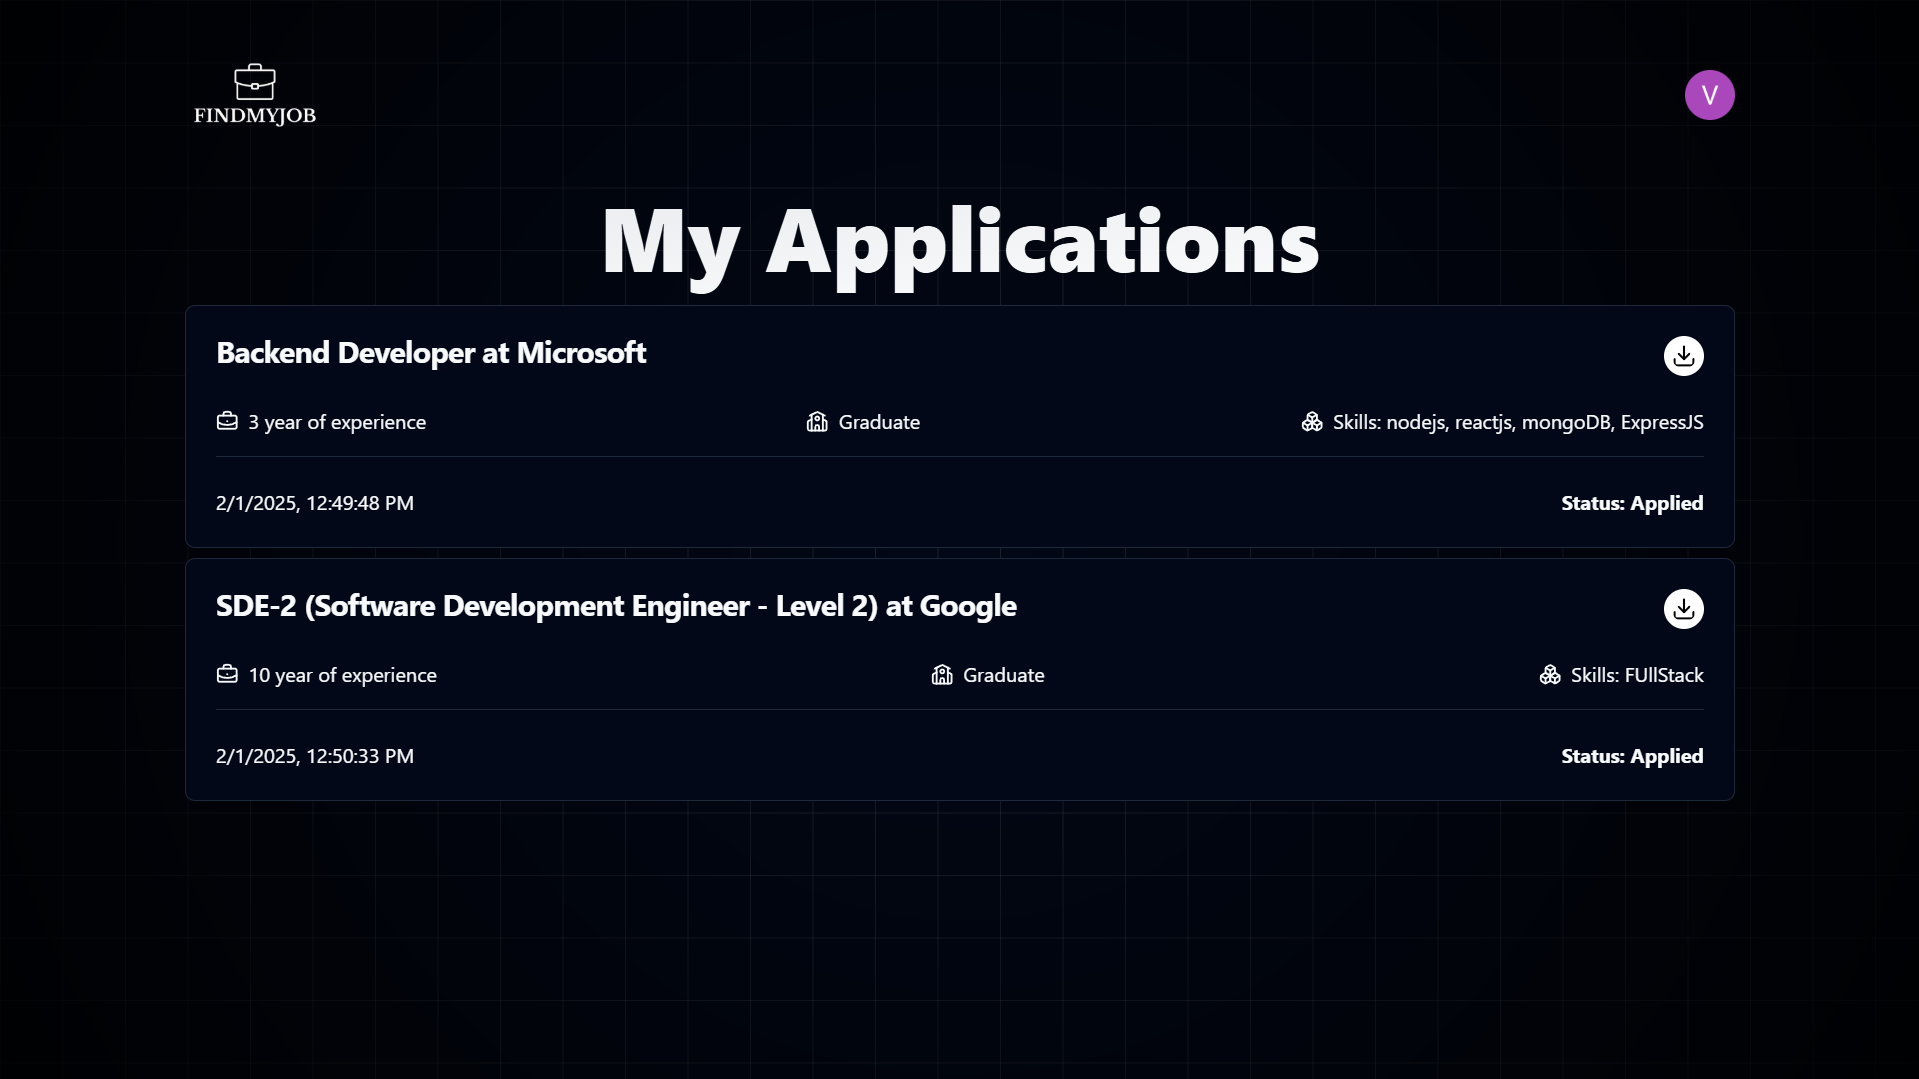 FINDMYJOB
V
My Applications
Backend Developer at Microsoft
3 year of experience
Graduate
Skills: nodejs, reactjs, mongoDB, ExpressJS
2/1/2025, 12:49:48 PM
Status: Applied
SDE-2 (Software Development Engineer - Level 2) at Google
10 year of experience
Graduate
Skills: FUllStack
2/1/2025, 12:50:33 PM
Status: Applied